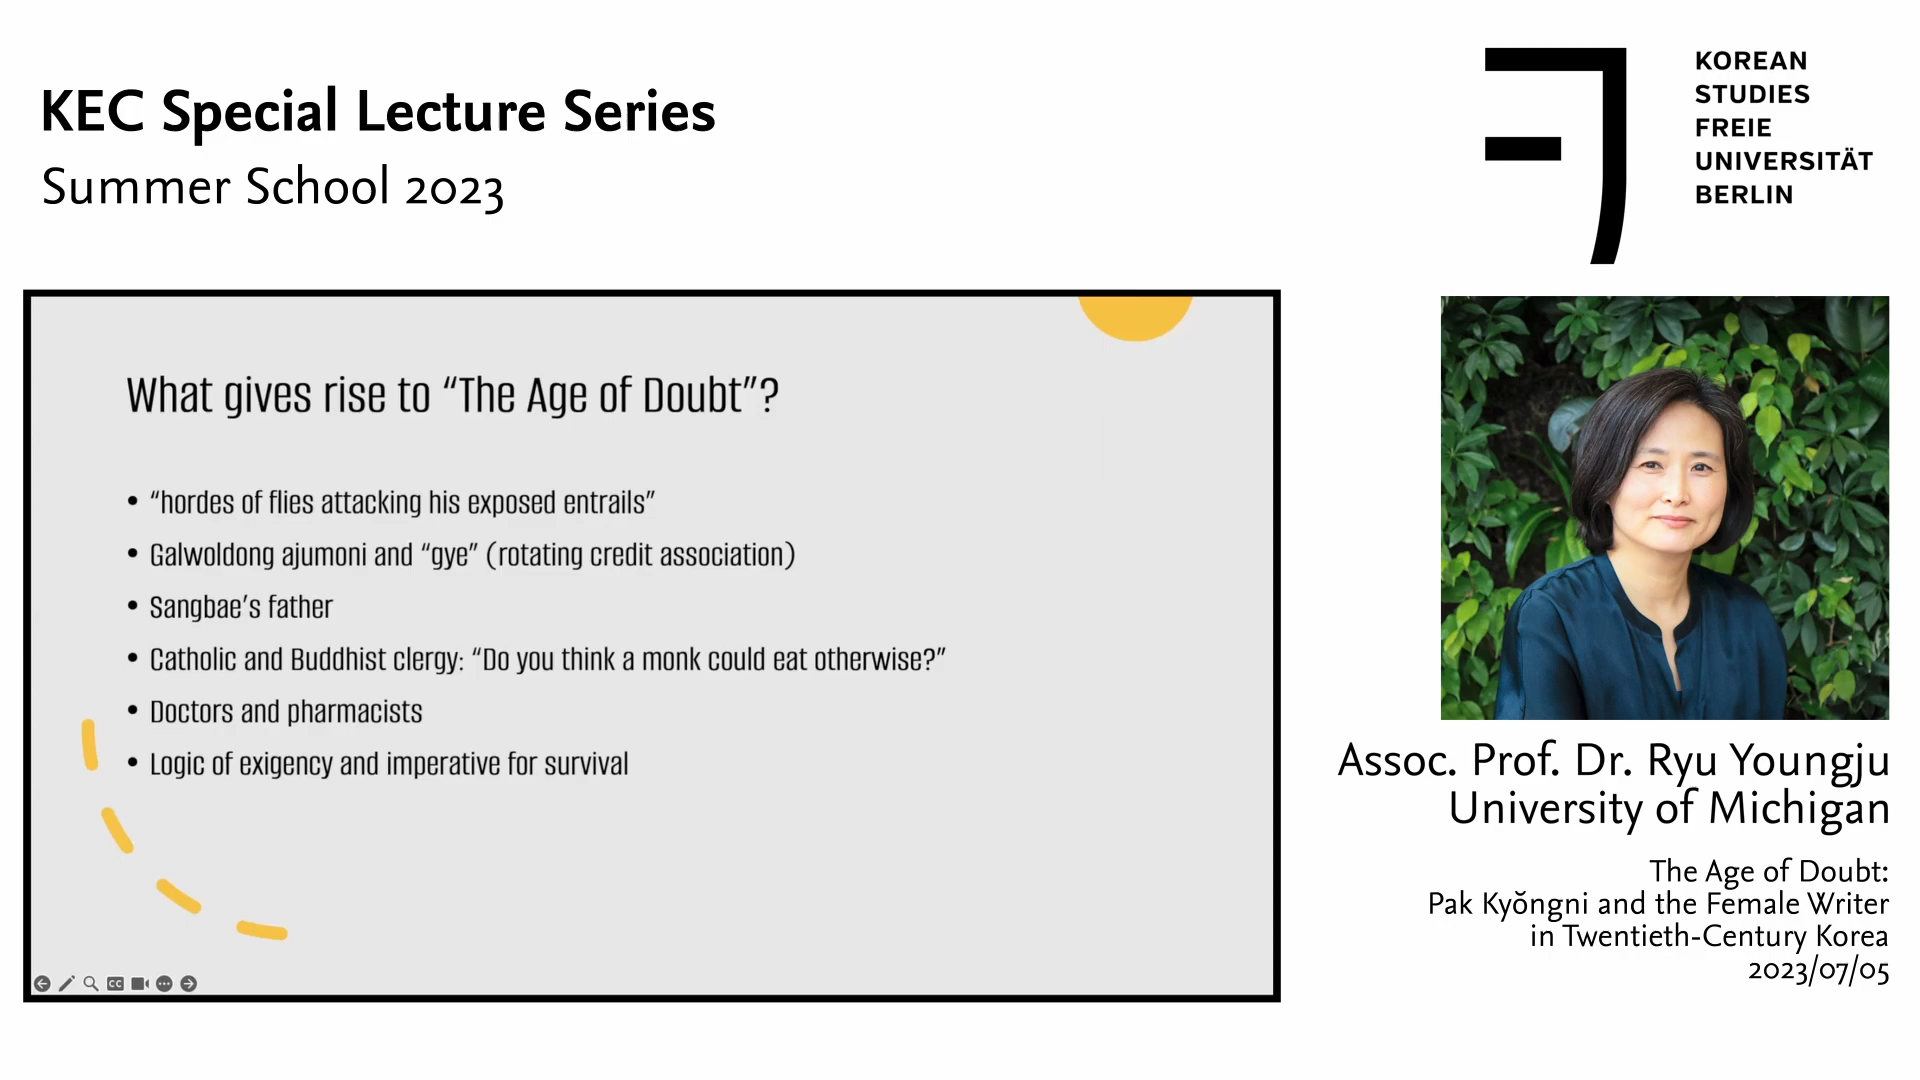 KEC Special Lecture Series
Summer School 2023
KOREAN
STUDIES
FREIE
UNIVERSITÄT
BERLIN
What gives rise to “The Age of Doubt”?
• “hordes of flies attacking his exposed entrails”
• Galwoldong ajumoni and “gye” (rotating credit association)
• Sangbae’s father
• Catholic and Buddhist clergy: “Do you think a monk could eat otherwise?”
• Doctors and pharmacists
• Logic of exigency and imperative for survival
CC
Assoc. Prof. Dr. Ryu Youngju
University of Michigan
The Age of Doubt:
Pak Kyŏngni and the Female Writer
in Twentieth-Century Korea
2023/07/05